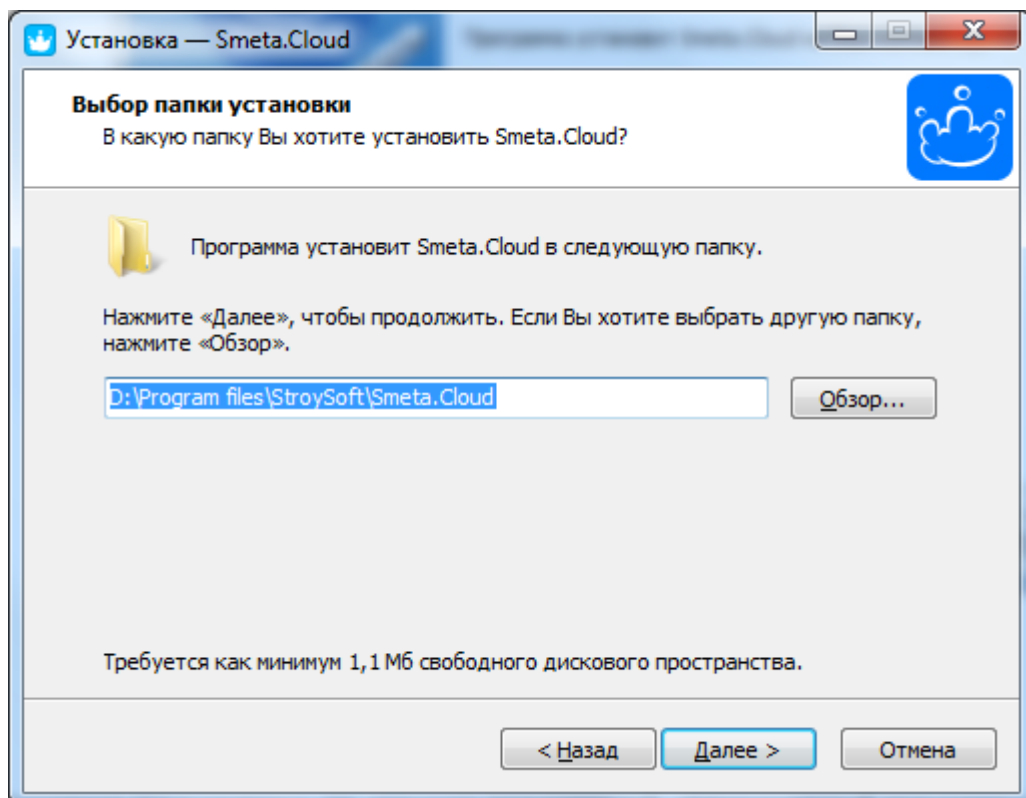 Установка — Smeta.Cloud
Выбор папки установки
В какую папку Вы хотите установить Smeta.Cloud?
Программа установит Smeta.Cloud в следующую папку.
Нажмите «Далее», чтобы продолжить. Если Вы хотите выбрать другую папку,
нажмите «Обзор».
D:\Program files\StroySoft\Smeta.Cloud
Обзор...
Требуется как минимум 1,1 Мб свободного дискового пространства.
< Назад
Далее >
Отмена